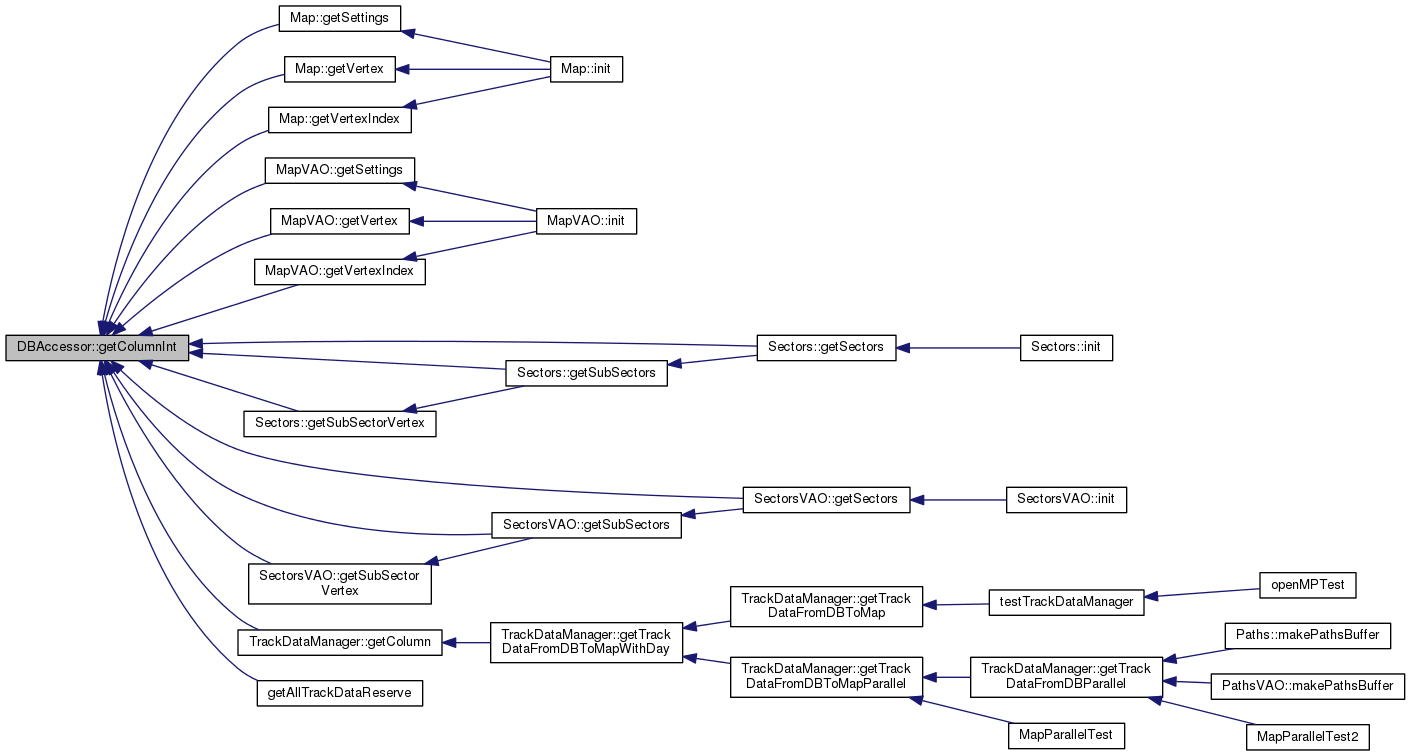 Map::getSettings
Map::getVertex
Map::init
Map::getVertexIndex
MapVAO::getSettings
MapVAO::getVertex
MapVAO::init
MapVAO::getVertexIndex
DBAccessor::getColumnInt
Sectors::getSectors
Sectors::init
Sectors::getSubSectors
Sectors::getSubSectorVertex
SectorsVAO::getSectors
SectorsVAO::init
SectorsVAO::getSubSectors
SectorsVAO::getSubSector
Vertex
TrackDataManager::getTrack
DataFromDBToMap
testTrackDataManager
openMPTest
TrackDataManager::getColumn
TrackDataManager::getTrack
DataFromDBToMapWithDay
Paths::makePathsBuffer
TrackDataManager::getTrack
DataFromDBToMapParallel
TrackDataManager::getTrack
DataFromDBParallel
PathsVAO::makePathsBuffer
getAllTrackDataReserve
MapParallelTest
MapParallelTest2